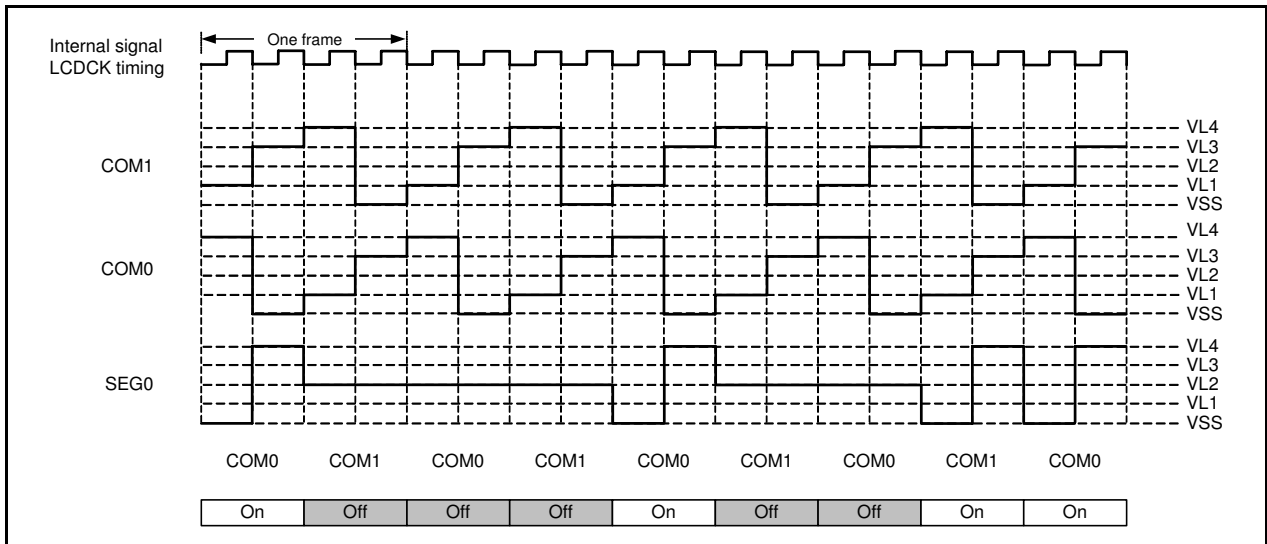 Internal signal
LCDCK timing
One frame
COM1
VL4
VL3
VL2
VL1
VSS
COM0
VL4
VL3
VL2
VL1
VSS
SEG0
VL4
VL3
VL2
VL1
VSS
COM0 COM1 COM0 COM1 COM0 COM1 COM0 COM1 COM0
On Off Off Off On Off Off On On